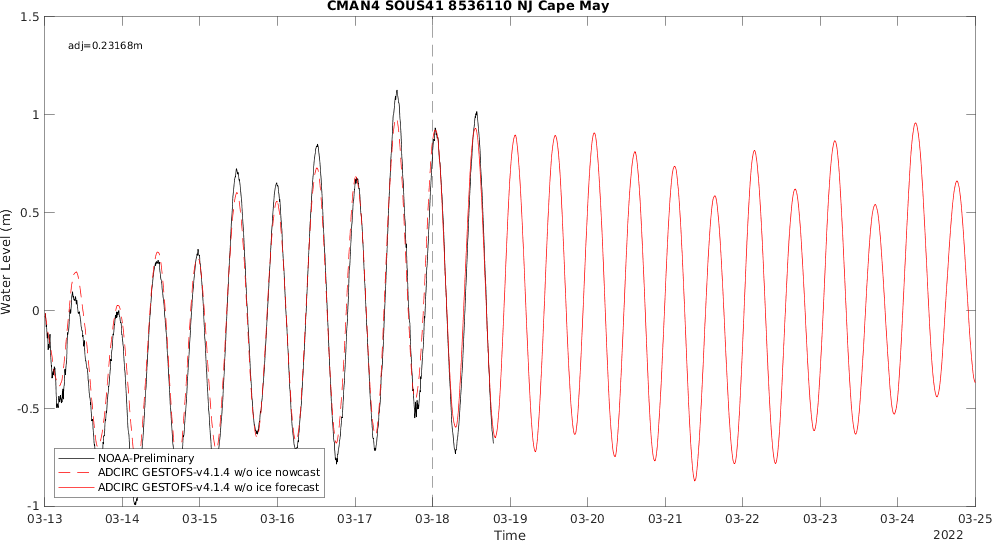 CMAN4 SOUS41 8536110 NJ Cape May
adj=0.23168m
1.5
1
0.5
0
-0.5
-1
Water Level (m)
NOAA-Preliminary
ADCIRC GESTOFS-v4.1.4 w/o ice nowcast
ADCIRC GESTOFS-v4.1.4 w/o ice forecast
03-13 03-14 03-15 03-16 03-17 03-18 03-19 03-20 03-21 03-22 03-23 03-24 03-25
Time
2022